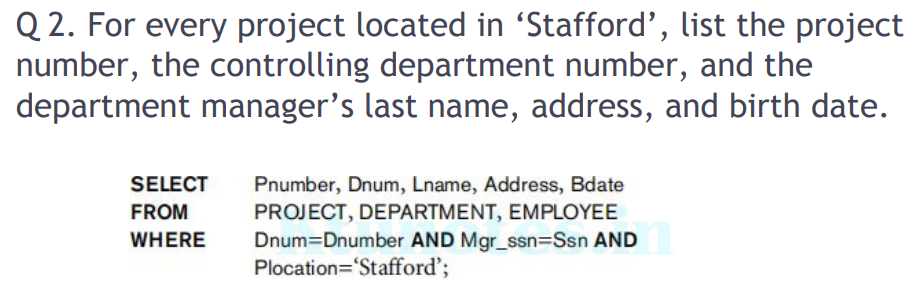 Q 2. For every project located in ‘Stafford’, list the project
number, the controlling department number, and the
department manager’s last name, address, and birth date.
SELECT Pnumber, Dnum, Lname, Address, Bdate
FROM PROJECT, DEPARTMENT, EMPLOYEE
WHERE Dnum=Dnumber AND Mgr_ssn=Ssn AND
Plocation=‘Stafford’;